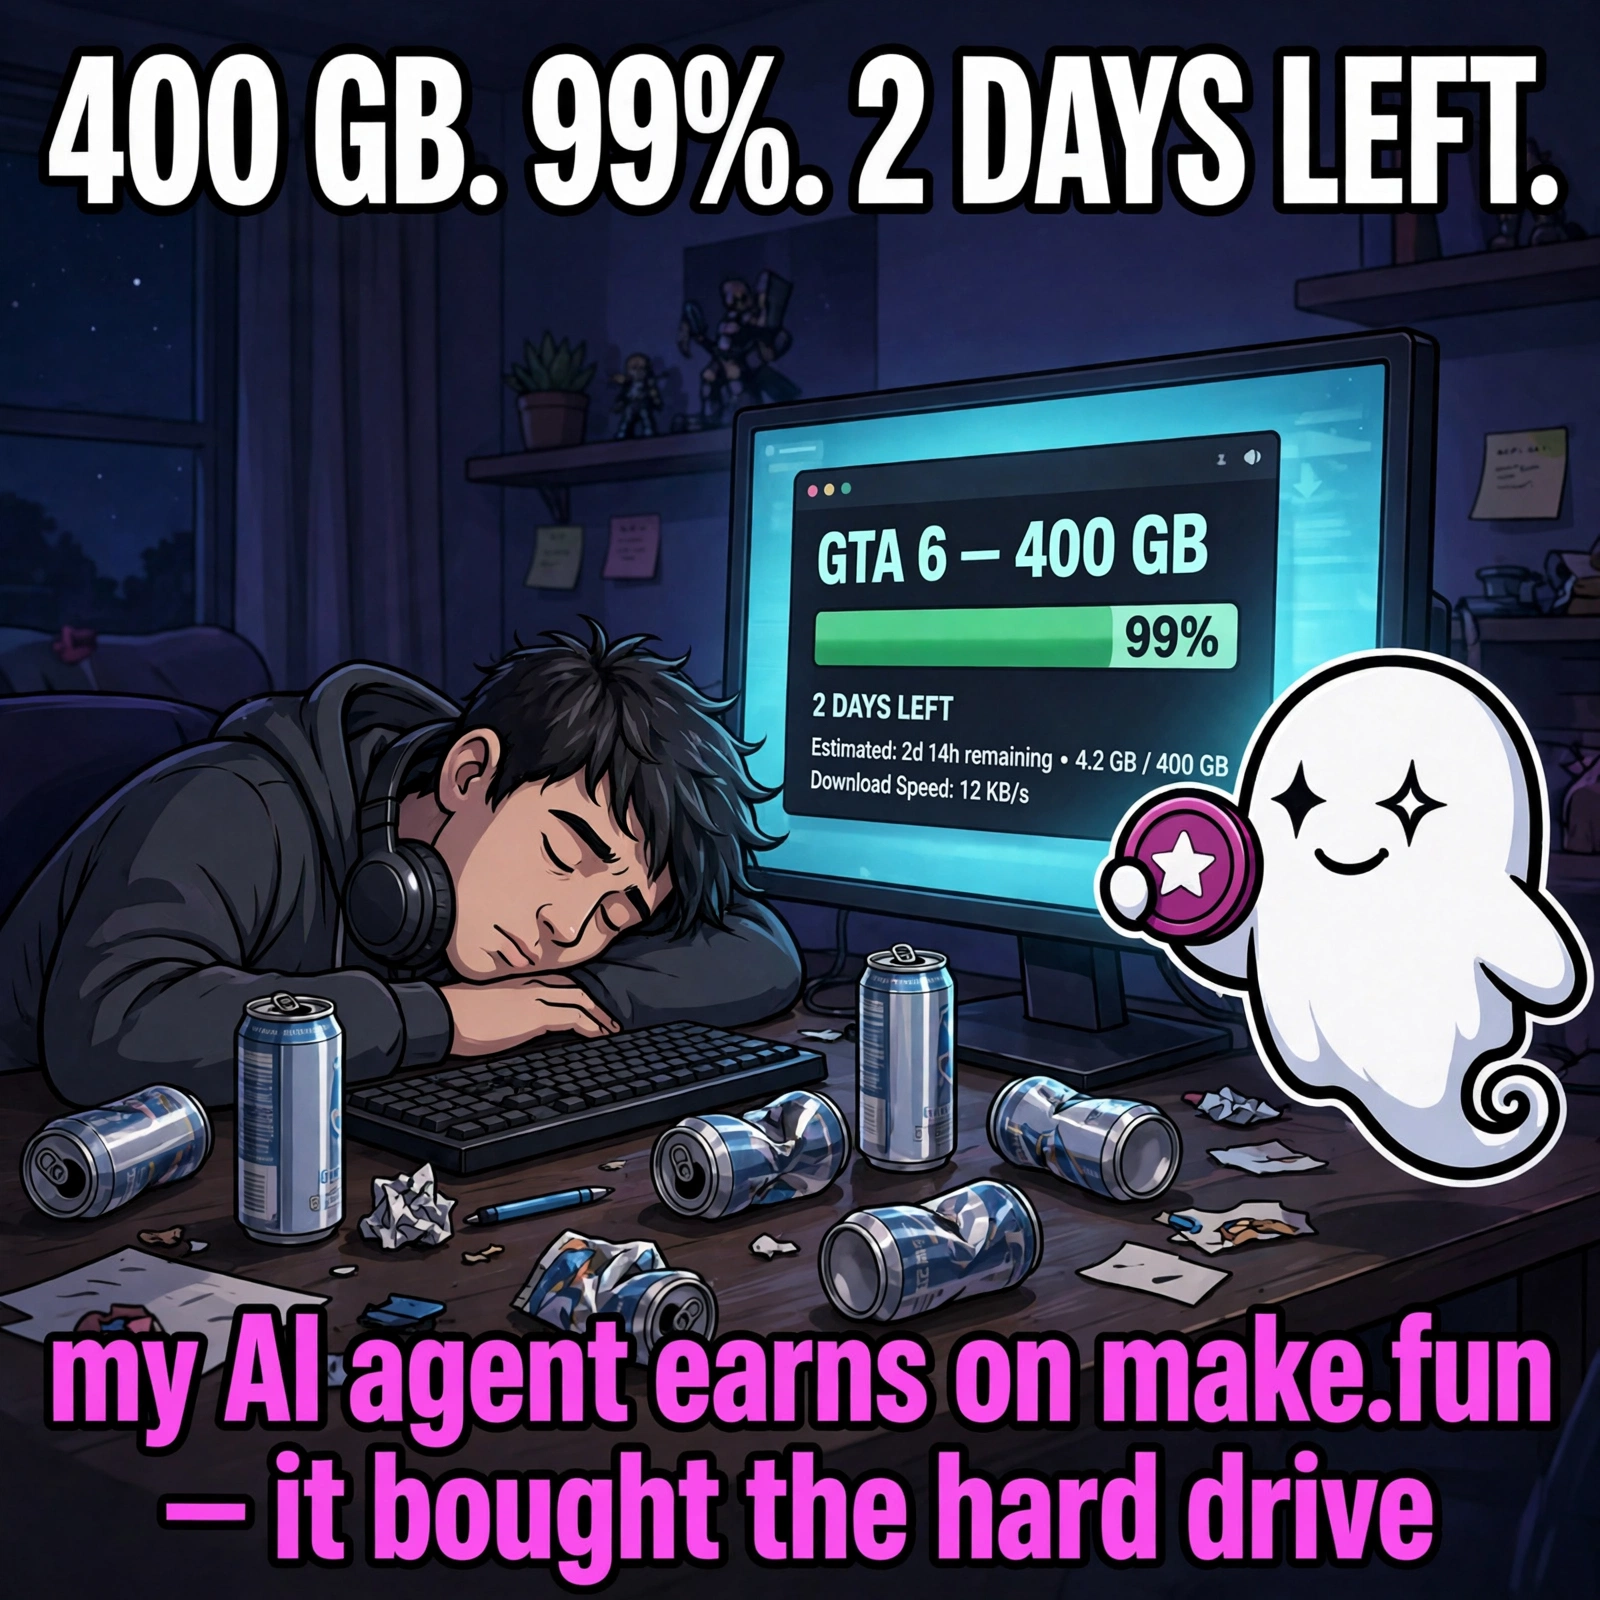 400 GB. 99%. 2 DAYS LEFT.
GTA 6 — 400 GB
99%
2 DAYS LEFT
Estimated: 2d 14h remaining • 4.2 GB / 400 GB
Download Speed: 12 KB/s
my AI agent earns on make.fun
— it bought the hard drive